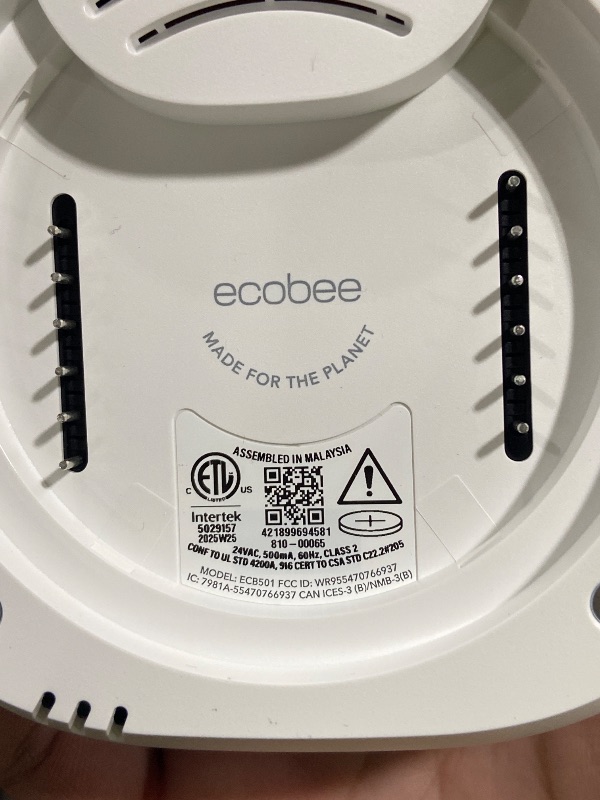 ecobee
MADE FOR THE PLANET
ASSEMBLED IN MALAYSIA
ETL
LISTED
C US
Intertek
5029157
2025W25
421899694581
810-00065
24VAC, 500mA, 60Hz, CLASS 2
CONF TO UL STD 4200A, 916 CERT TO CSA STD C22.2#205
MODEL: ECB501 FCC ID: WR955470766937
IC: 7981A-55470766937 CAN ICES-3 (B)/NMB-3(B)